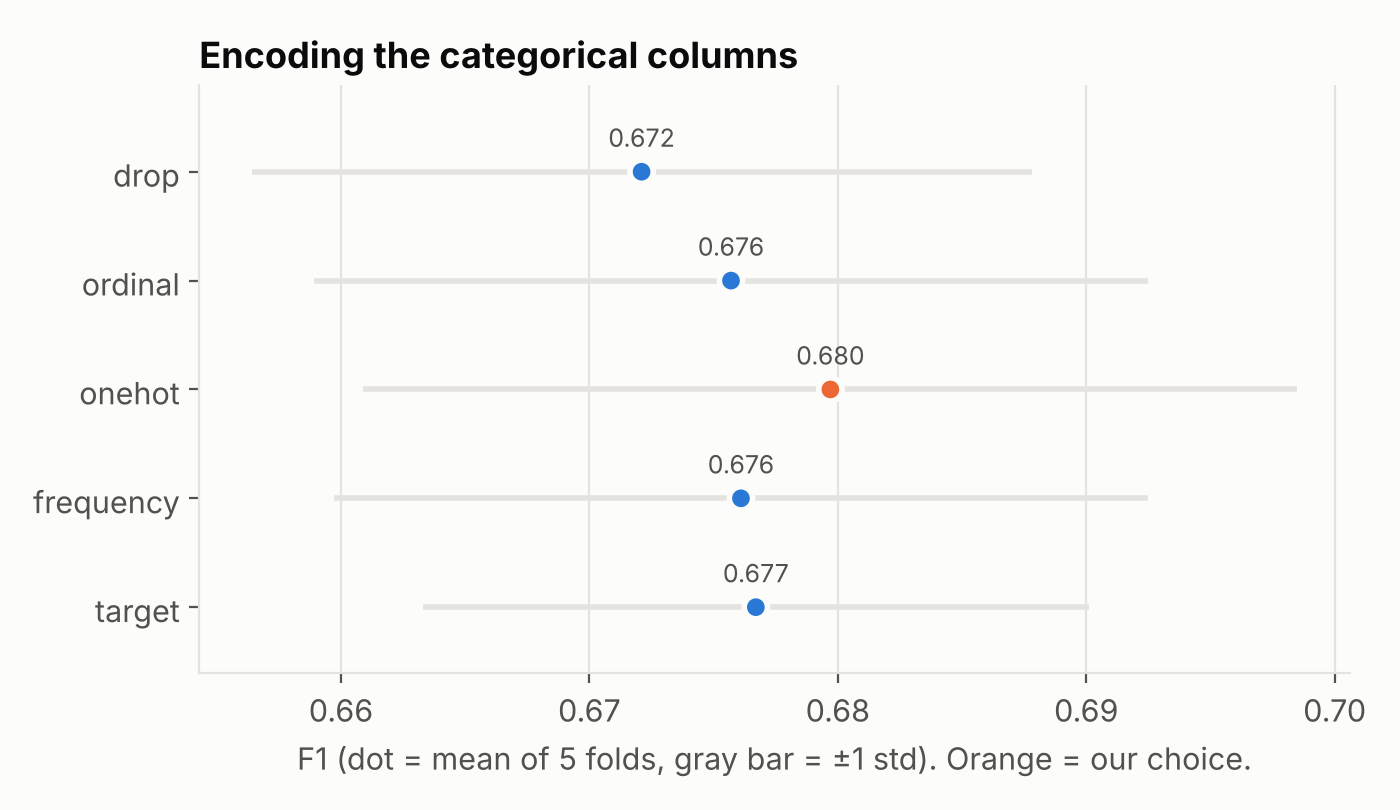 Encoding the categorical columns
0.672
drop
0.676
ordinal
0.680
onehot
0.676
frequency
0.677
target
0.66 0.67 0.68 0.69 0.70
F1 (dot = mean of 5 folds, gray bar = ±1 std). Orange = our choice.